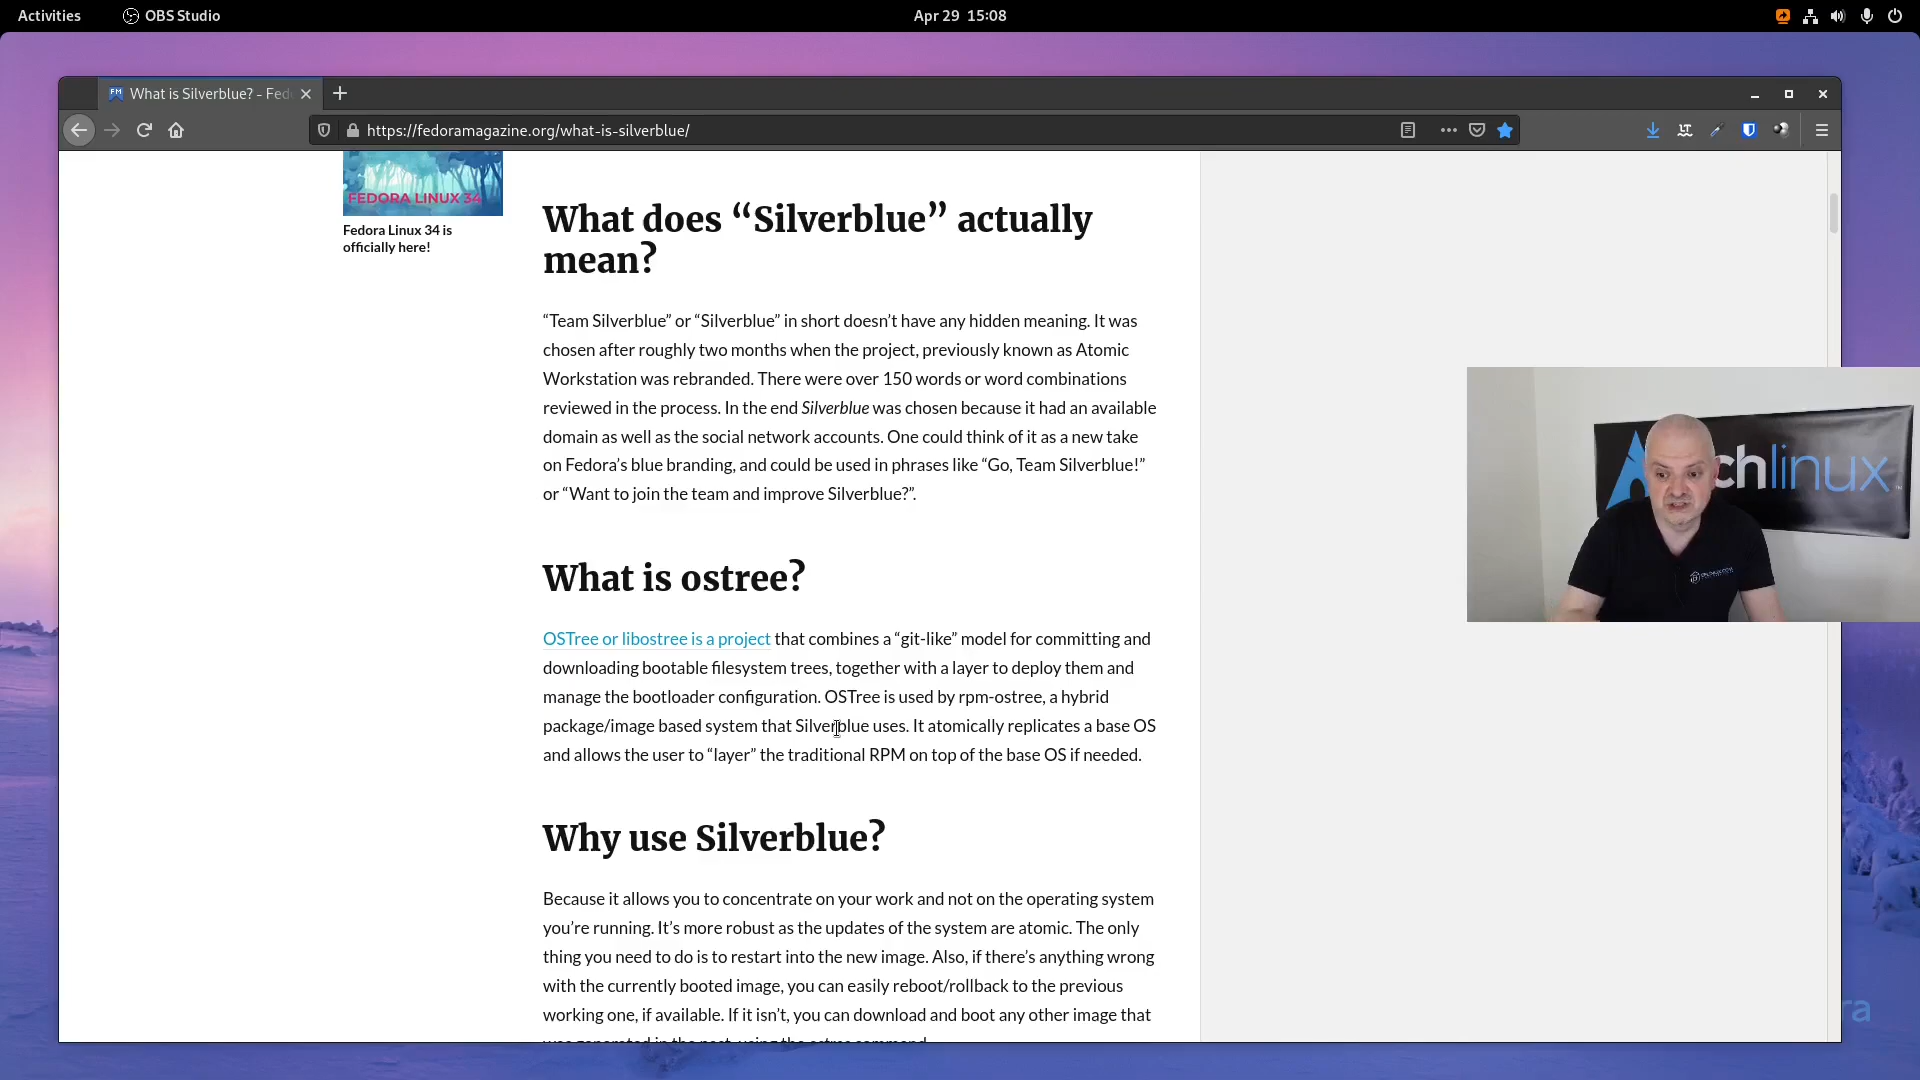 Activities
OBS Studio
Apr 29 15:08
What is Silverblue? - Fed
https://fedoramagazine.org/what-is-silverblue/
FEDORA LINUX 34
Fedora Linux 34 is
officially here!
What does “Silverblue” actually
mean?
“Team Silverblue” or “Silverblue” in short doesn’t have any hidden meaning. It was
chosen after roughly two months when the project, previously known as Atomic
Workstation was rebranded. There were over 150 words or word combinations
reviewed in the process. In the end Silverblue was chosen because it had an available
domain as well as the social network accounts. One could think of it as a new take
on Fedora’s blue branding, and could be used in phrases like “Go, Team Silverblue!”
or “Want to join the team and improve Silverblue?”.
What is ostree?
OSTree or libostree is a project that combines a “git-like” model for committing and
downloading bootable filesystem trees, together with a layer to deploy them and
manage the bootloader configuration. OSTree is used by rpm-ostree, a hybrid
package/image based system that Silverblue uses. It atomically replicates a base OS
and allows the user to “layer” the traditional RPM on top of the base OS if needed.
Why use Silverblue?
Because it allows you to concentrate on your work and not on the operating system
you’re running. It’s more robust as the updates of the system are atomic. The only
thing you need to do is to restart into the new image. Also, if there’s anything wrong
with the currently booted image, you can easily reboot/rollback to the previous
working one, if available. If it isn’t, you can download and boot any other image that
was generated in the past, using the ostree command.
chlinux
ra